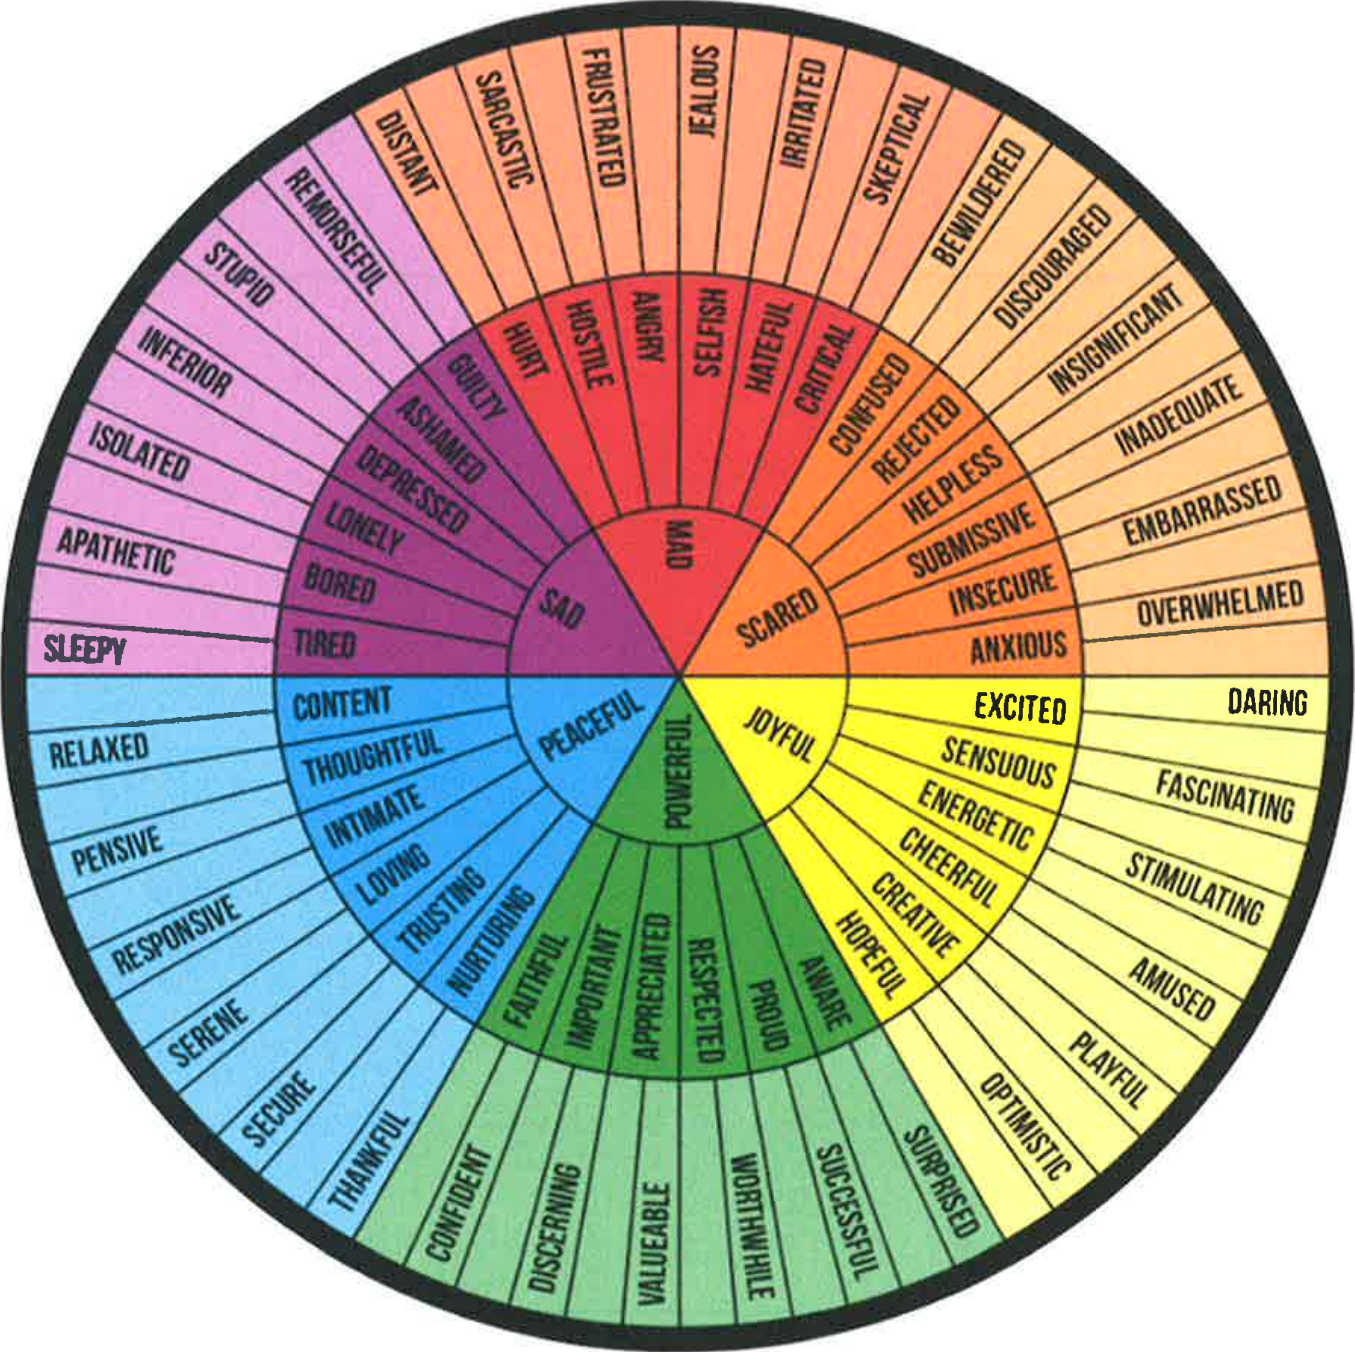 MAD
SCARED
JOYFUL
POWERFUL
PEACEFUL
SAD
HURT
HOSTILE
ANGRY
SELFISH
HATEFUL
CRITICAL
CONFUSED
REJECTED
HELPLESS
SUBMISSIVE
INSECURE
ANXIOUS
EXCITED
SENSUOUS
ENERGETIC
CHEERFUL
CREATIVE
HOPEFUL
AWARE
PROUD
RESPECTED
APPRECIATED
IMPORTANT
FAITHFUL
NURTURING
TRUSTING
LOVING
INTIMATE
THOUGHTFUL
CONTENT
TIRED
BORED
LONELY
DEPRESSED
ASHAMED
GUILTY
DISTANT
SARCASTIC
FRUSTRATED
JEALOUS
IRRITATED
SKEPTICAL
BEWILDERED
DISCOURAGED
INSIGNIFICANT
INADEQUATE
EMBARRASSED
OVERWHELMED
DARING
FASCINATING
STIMULATING
AMUSED
PLAYFUL
OPTIMISTIC
SURPRISED
SUCCESSFUL
WORTHWHILE
VALUEABLE
DISCERNING
CONFIDENT
THANKFUL
SECURE
SERENE
RESPONSIVE
PENSIVE
RELAXED
SLEEPY
APATHETIC
ISOLATED
INFERIOR
STUPID
REMORSEFUL